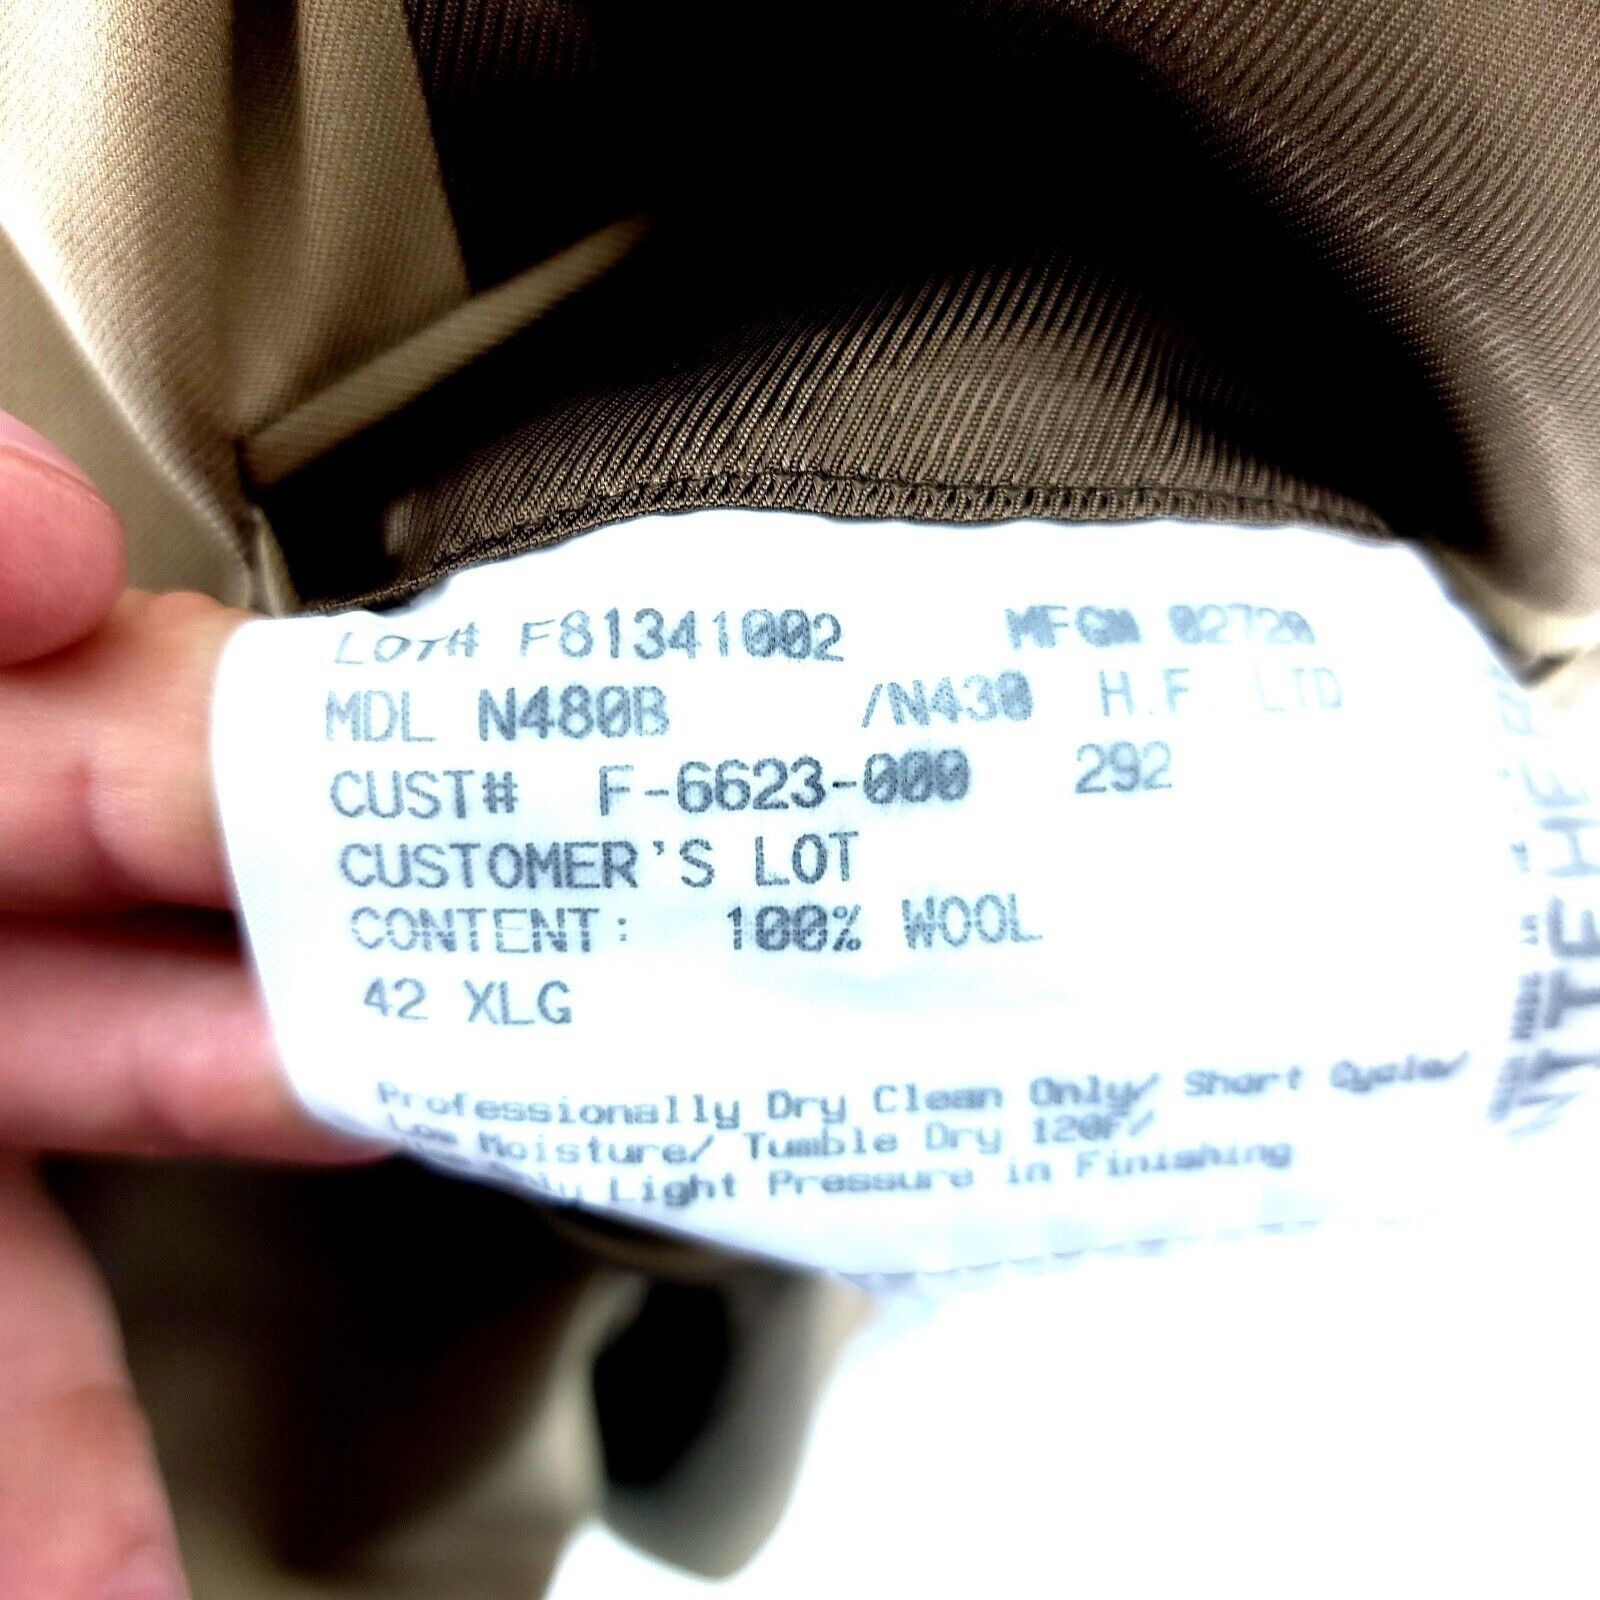 LOT# F81341002 MFG# 02720
MDL N480B /N430 H.F. LTD
CUST# F-6623-000 292
CUSTOMER'S LOT
CONTENT: 100% WOOL
42 XLG
Professionally Dry Clean Only/ Short Cycle/
Low Moisture/ Tumble Dry 120F/
Light Pressure in Finishing